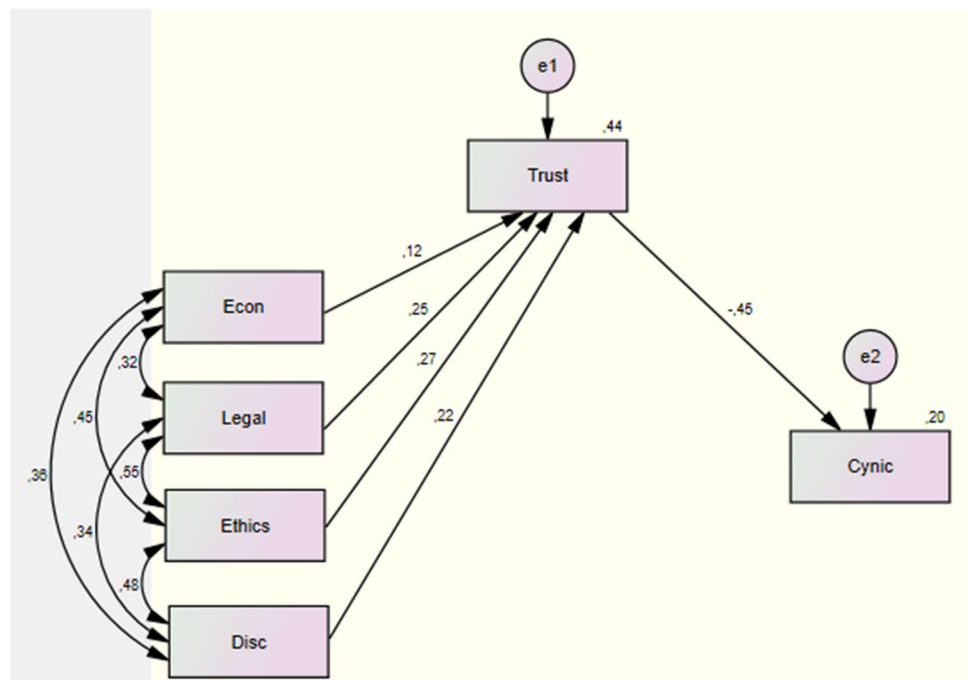 e1
,44
Trust
,12
Econ
,25
-,45
,32
,27
e2
,45
Legal
,22
,20
,36
,55
Cynic
,34
Ethics
,48
Disc